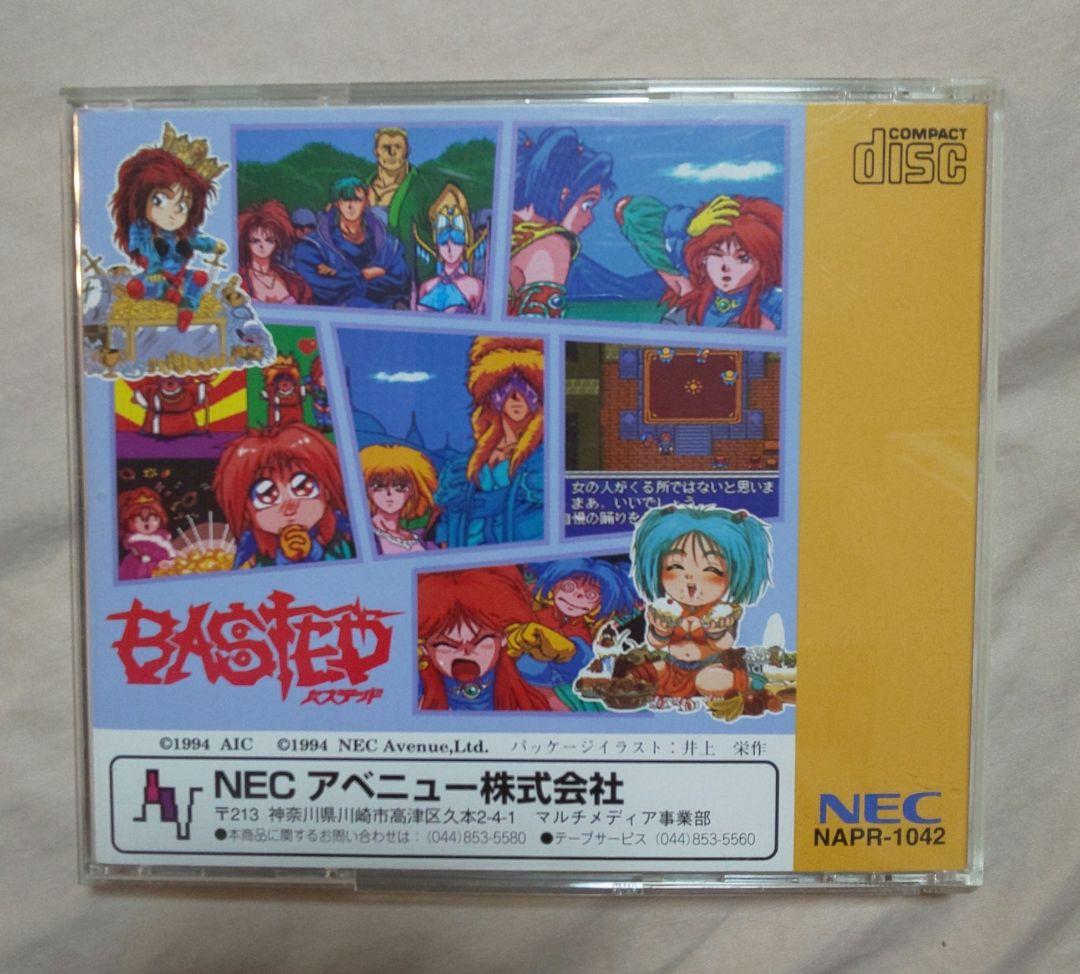 COMPACT
disc
女の人がくる所ではないと思いま
まあ、いいでしょう
自慢の踊りを
BASTED
バステッド
©1994 AIC ©1994 NEC Avenue,Ltd. パッケージイラスト：井上 栄作
NEC アベニュー株式会社
〒213 神奈川県川崎市高津区久本2-4-1 マルチメディア事業部
●本商品に関するお問い合わせは：(044)853-5580 ●テープサービス (044)853-5560
NEC
NAPR-1042